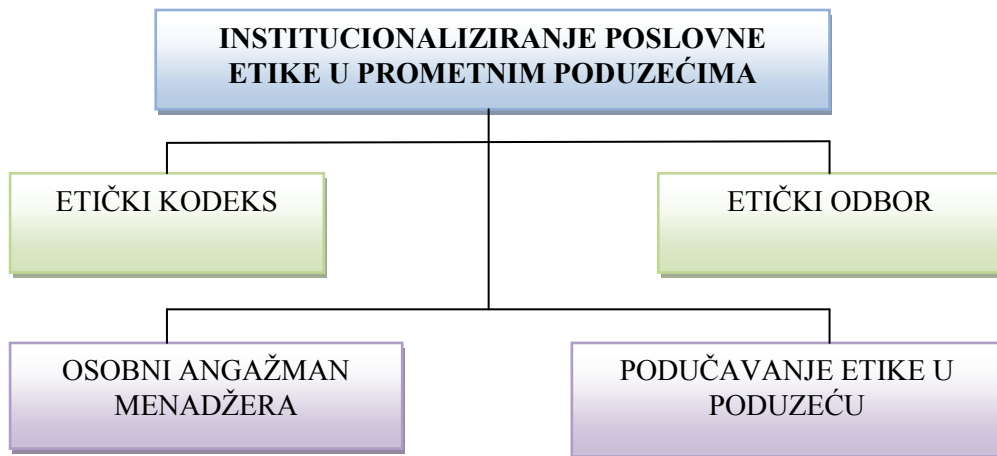 INSTITUCIONALIZIRANJE POSLOVNE
ETIKE U PROMETNIM PODUZEĆIMA
ETIČKI KODEKS
ETIČKI ODBOR
OSOBNI ANGAŽMAN
MENADŽERA
PODUČAVANJE ETIKE U
PODUZEĆU